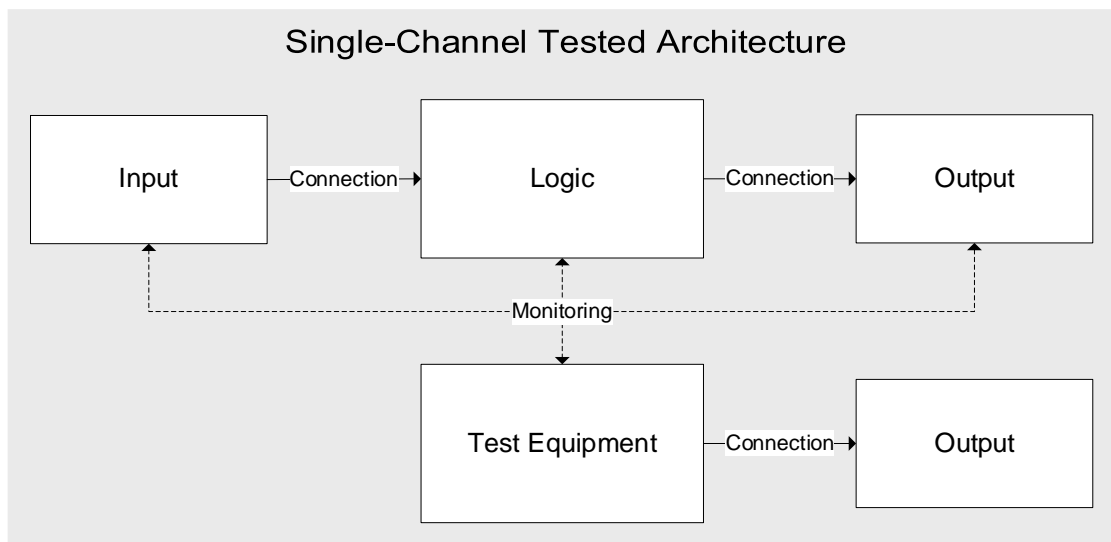 Single-Channel Tested Architecture
Input
Connection
Logic
Connection
Output
Monitoring
Test Equipment
Connection
Output